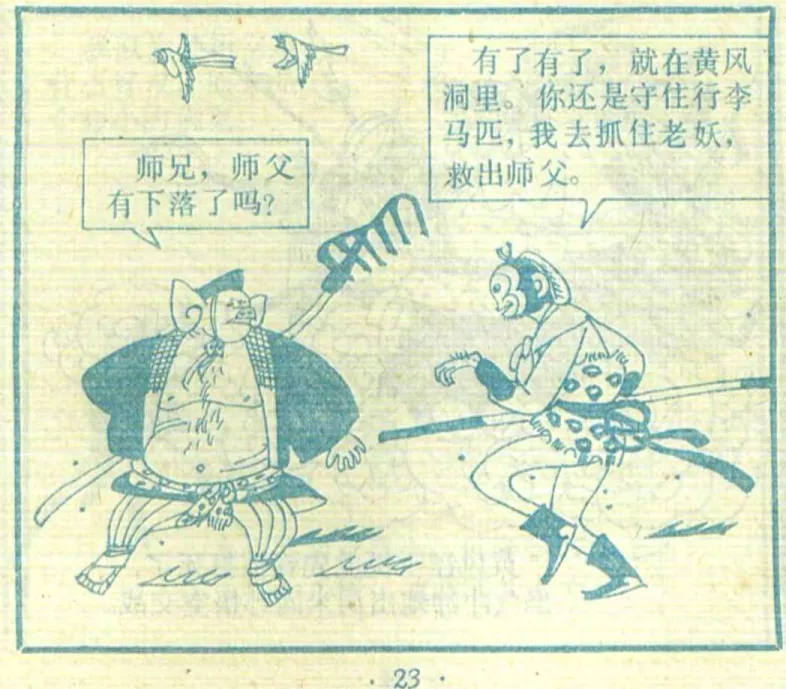 师兄，师父
有下落了吗？
有了有了，就在黄风
洞里。你还是守住行李
马匹，我去抓住老妖，
救出师父。
· 23 ·